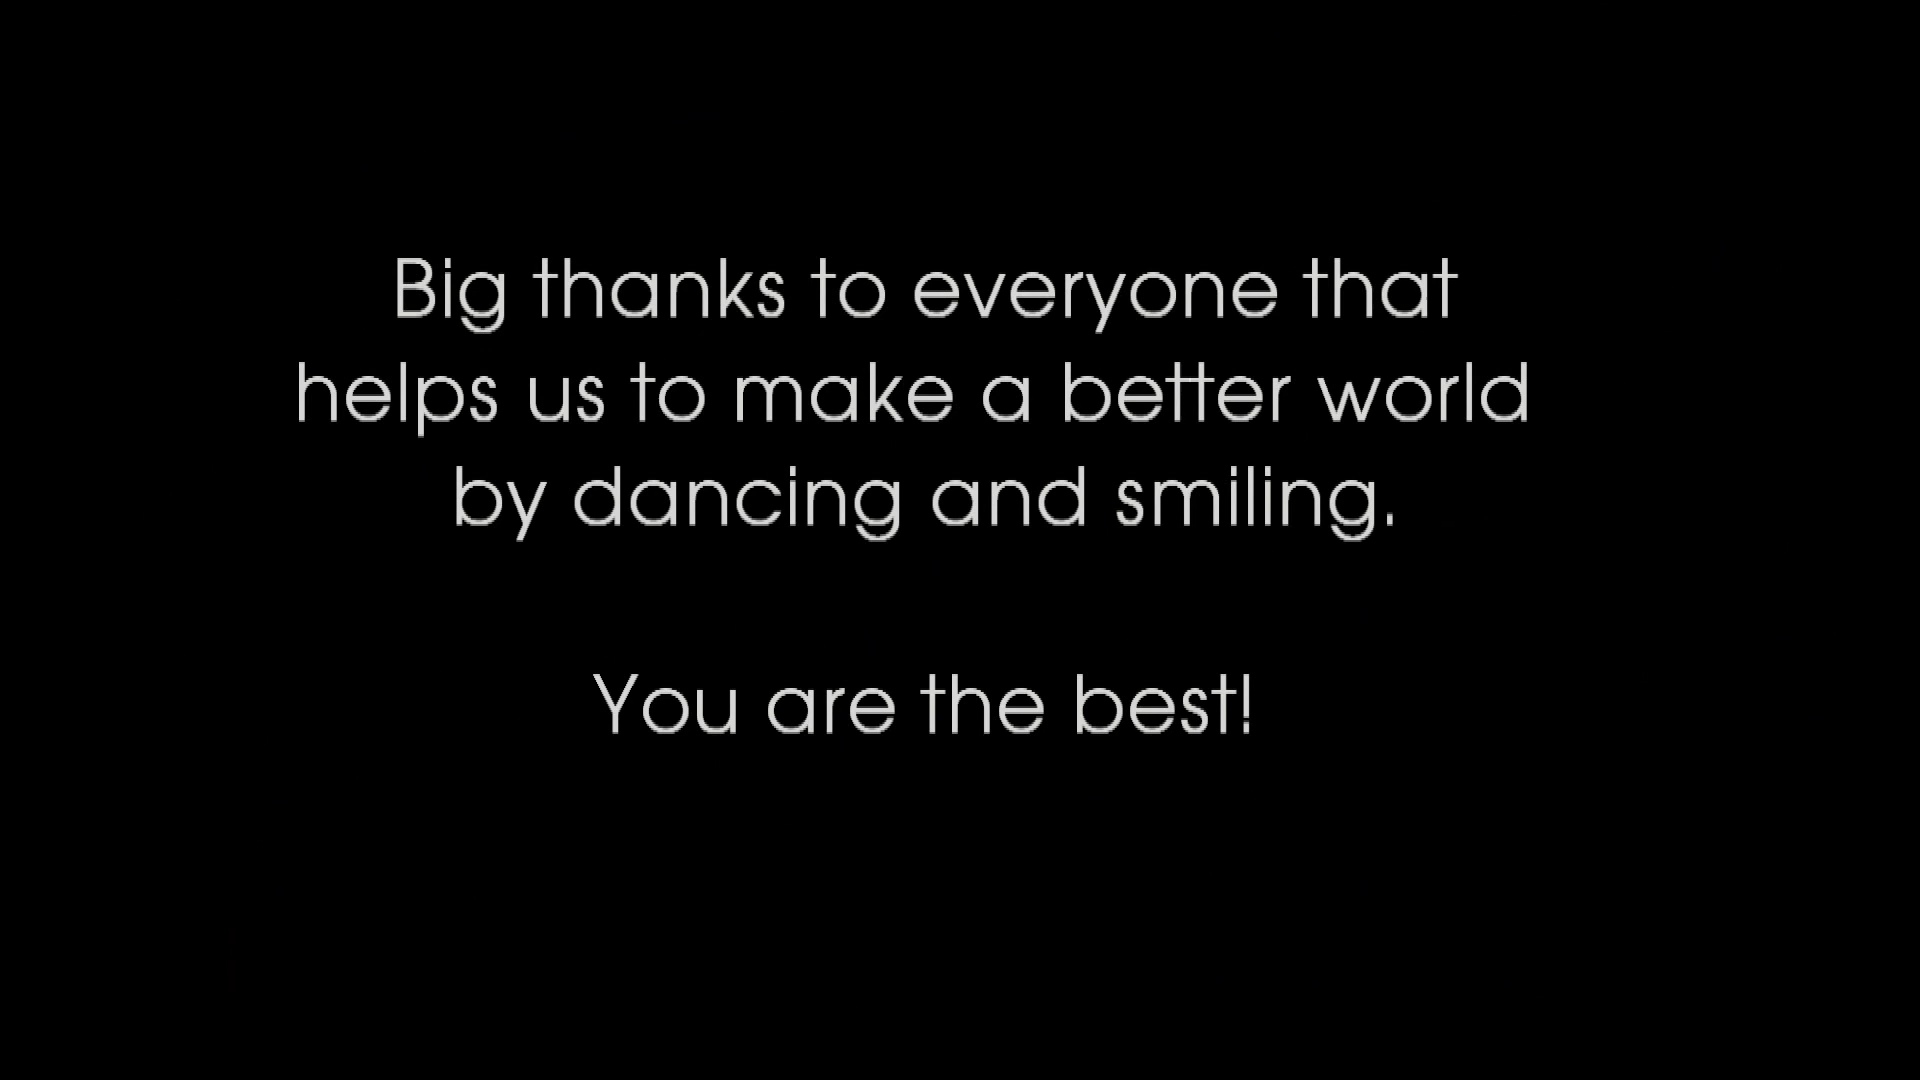 Big thanks to everyone that
helps us to make a better world
by dancing and smiling.
You are the best!